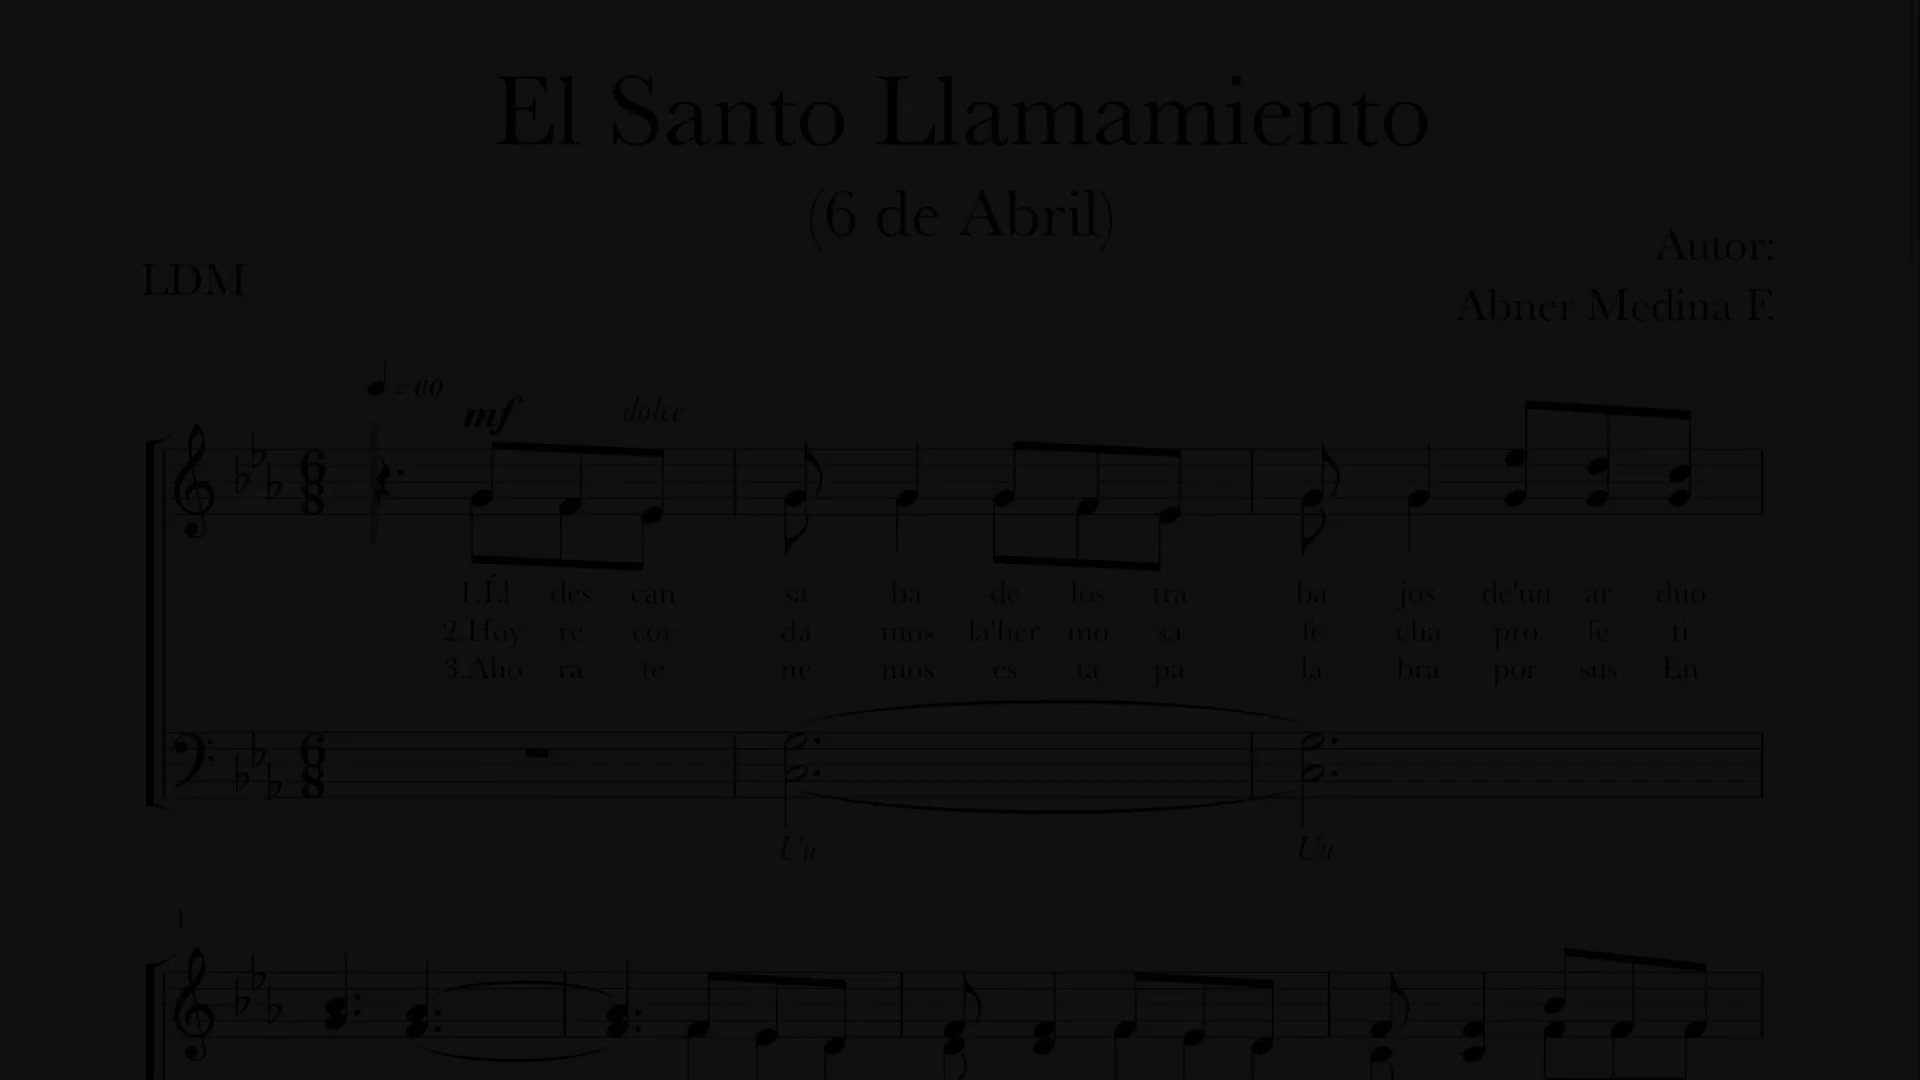 El Santo Llamamiento
(6 de Abril)
LDM
Autor:
Abner Medina F.
= 60
mf dolce
1.Él des can sa ba de los tra ba jos de'un ar duo
2.Hoy re cor da mos la'her mo sa fe cha pro fe ti
3.Aho ra te ne mos es ta pa la bra por sus En
Uu Uu
4